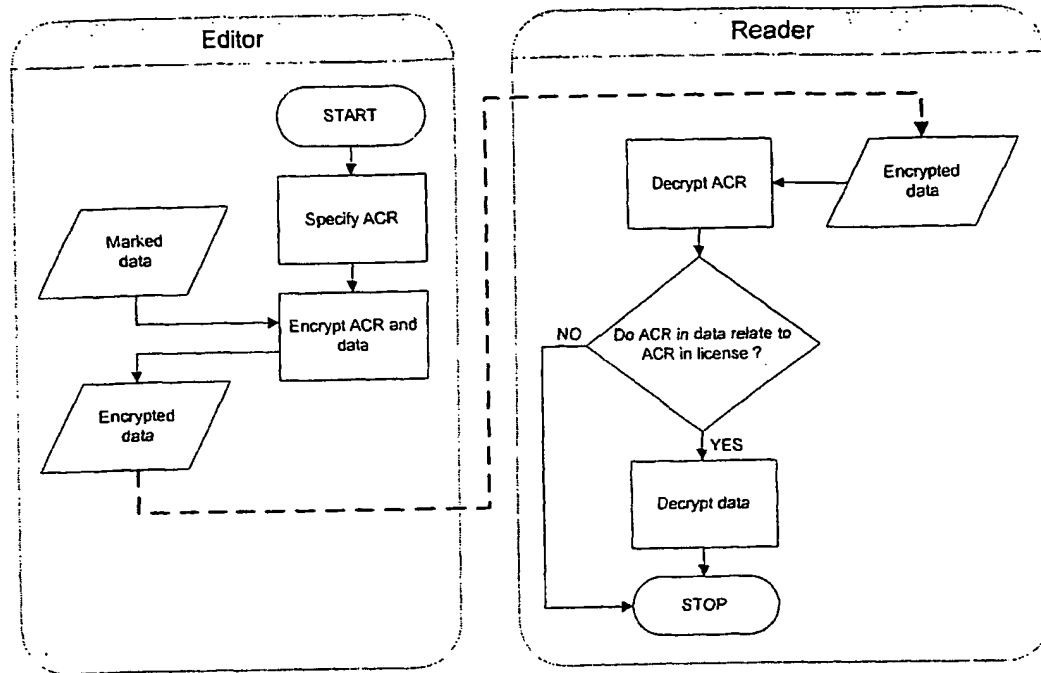 Editor
START
Specify ACR
Marked
data
Encrypt ACR and
data
Encrypted
data
Reader
Encrypted
data
Decrypt ACR
Do ACR in data relate to
ACR in license ?
NO
YES
Decrypt data
STOP